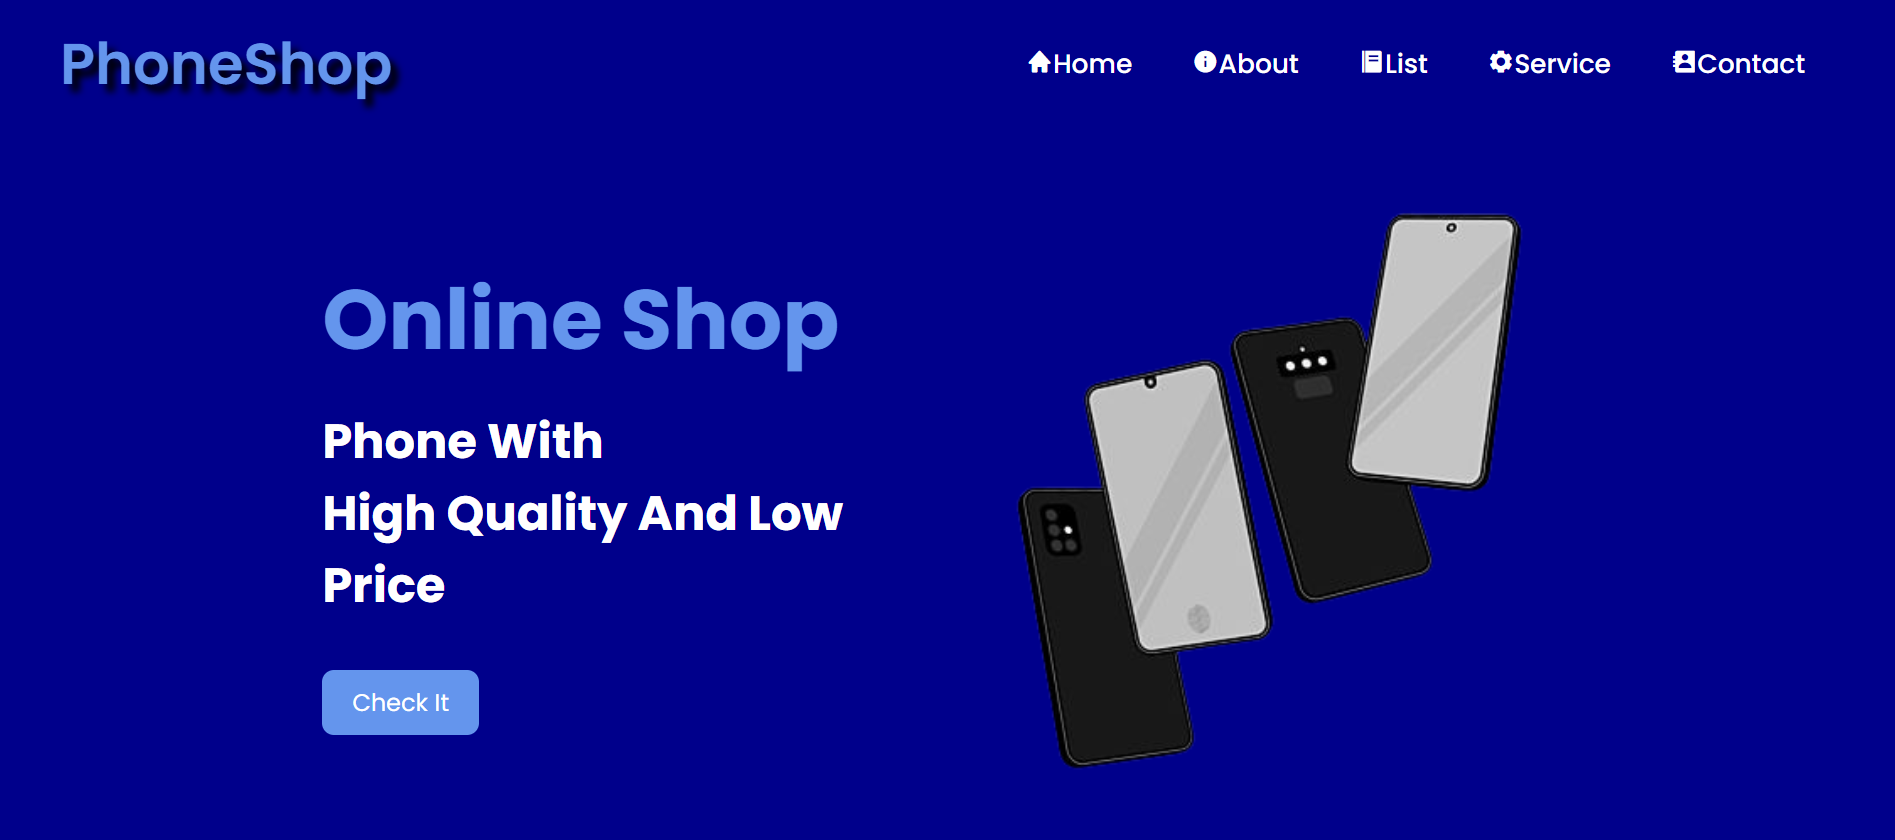 PhoneShop
Home About List Service Contact
Online Shop
Phone With
High Quality And Low
Price
Check It